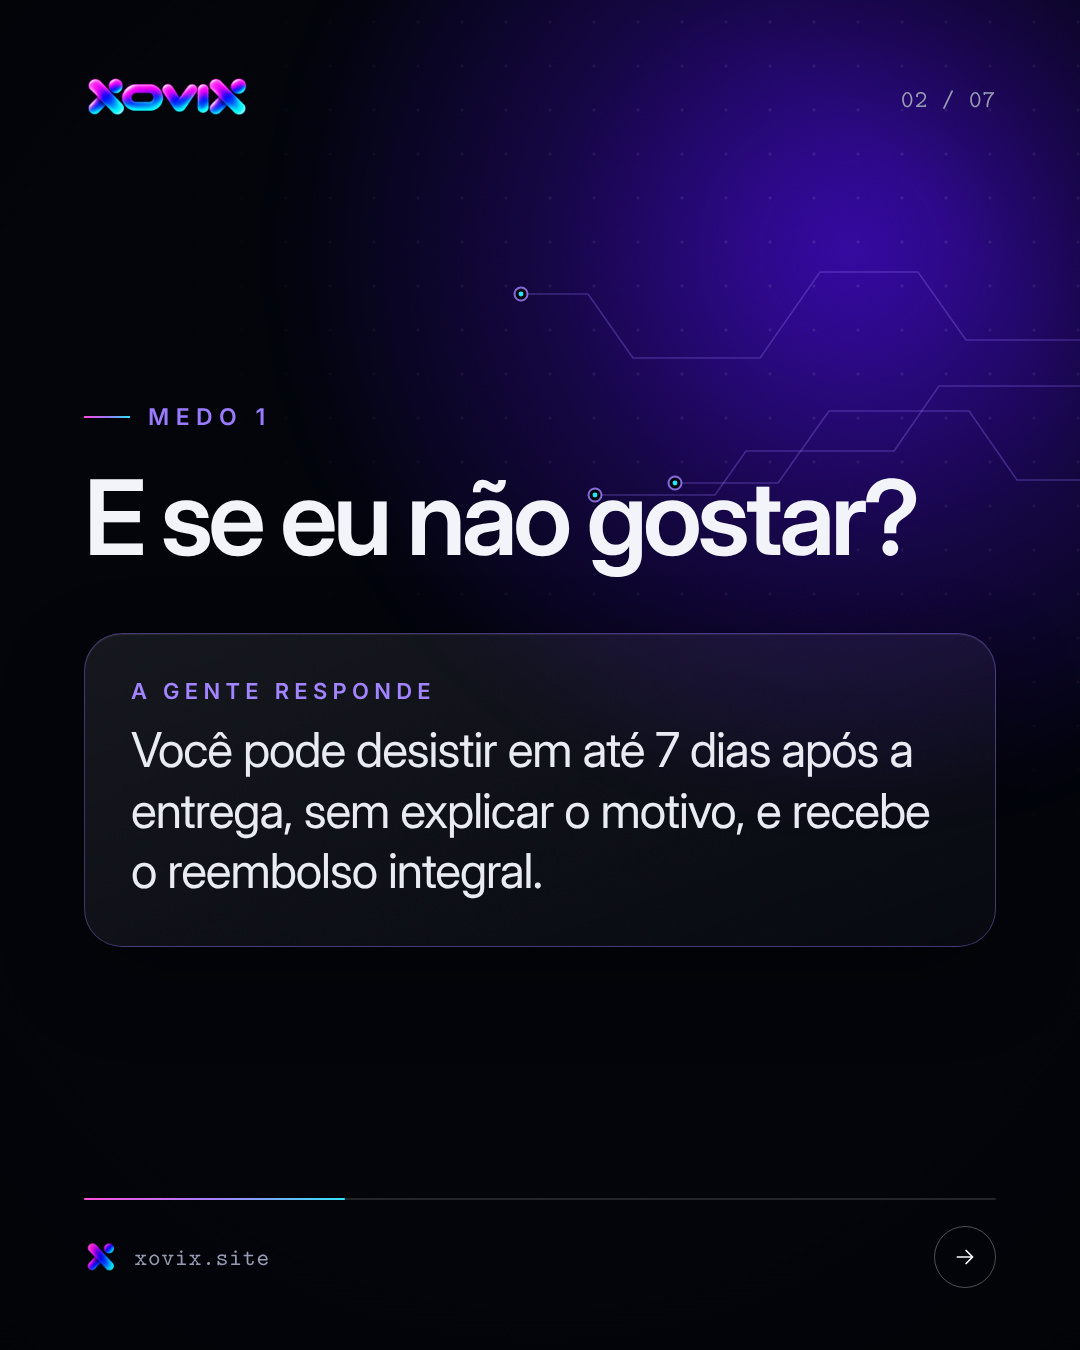 XOVIX
02 / 07
MEDO 1
E se eu não gostar?
A GENTE RESPONDE
Você pode desistir em até 7 dias após a
entrega, sem explicar o motivo, e recebe
o reembolso integral.
xovix.site